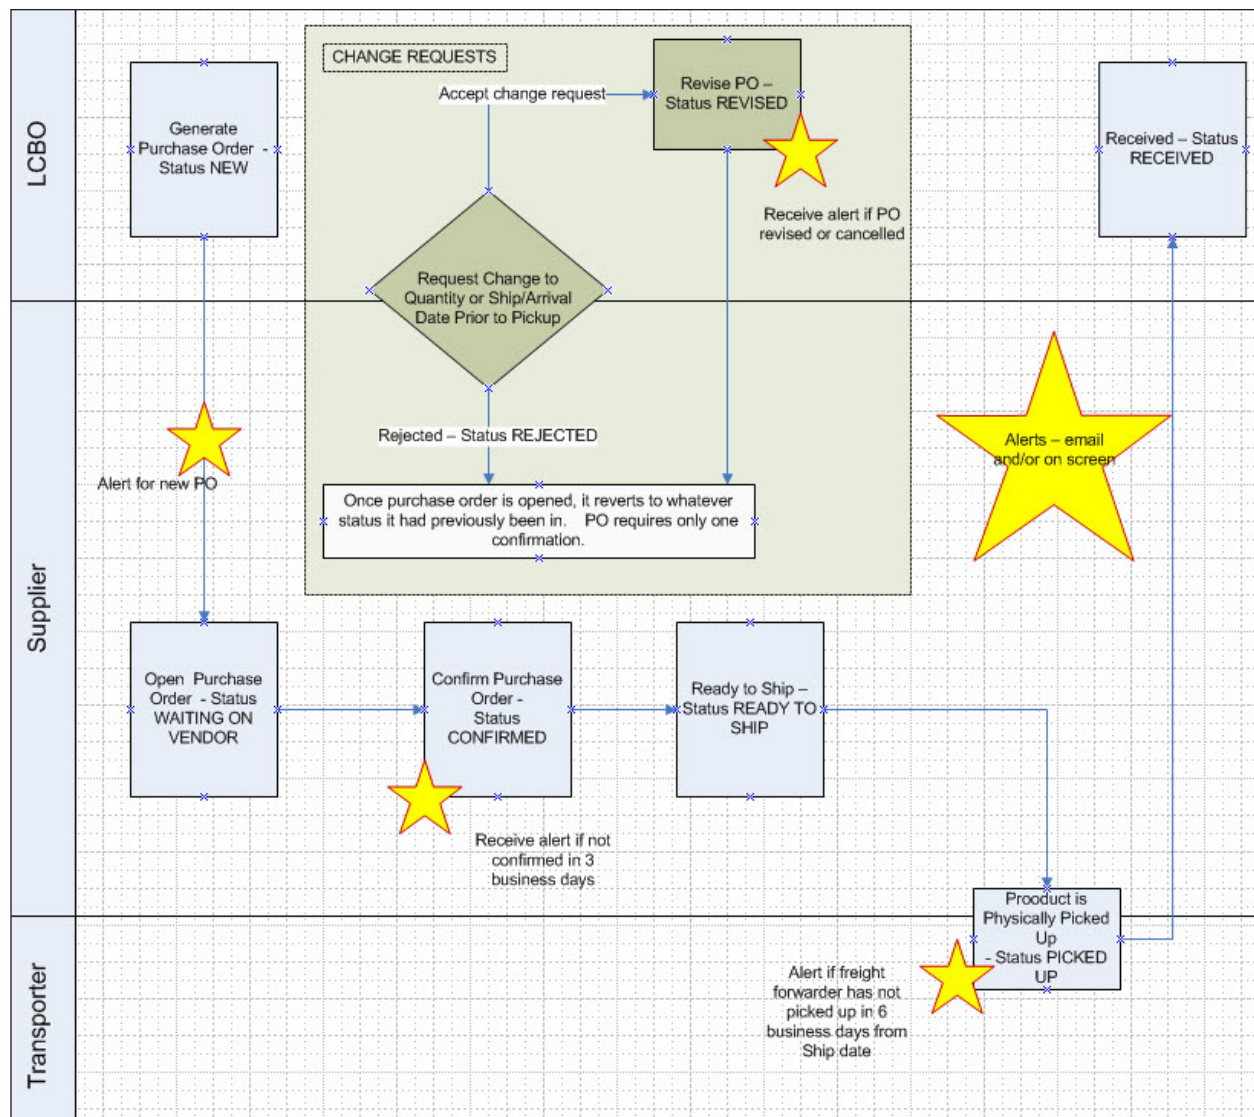 LCBO
Generate
Purchase Order -
Status NEW
CHANGE REQUESTS
Accept change request
Revise PO –
Status REVISED
Receive alert if PO
revised or cancelled
Received – Status
RECEIVED
Request Change to
Quantity or Ship/Arrival
Date Prior to Pickup
Supplier
Alert for new PO
Rejected – Status REJECTED
Once purchase order is opened, it reverts to whatever
status it had previously been in. PO requires only one
confirmation.
Alerts – email
and/or on screen
Open Purchase
Order - Status
WAITING ON
VENDOR
Confirm Purchase
Order -
Status
CONFIRMED
Receive alert if not
confirmed in 3
business days
Ready to Ship –
Status READY TO
SHIP
Transporter
Prooduct is
Physically Picked
Up
- Status PICKED
UP
Alert if freight
forwarder has not
picked up in 6
business days from
Ship date